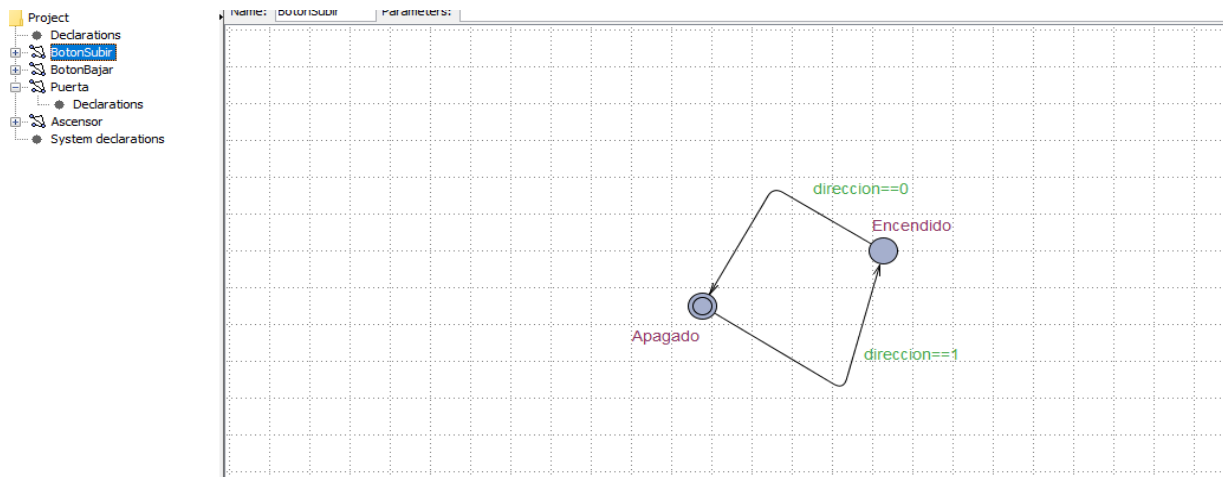 Project
Declarations
BotonSubir
BotonBajar
Puerta
Declarations
Ascensor
System declarations
Name: BotonSubir Parameters:
direccion==0
Encendido
Apagado
direccion==1